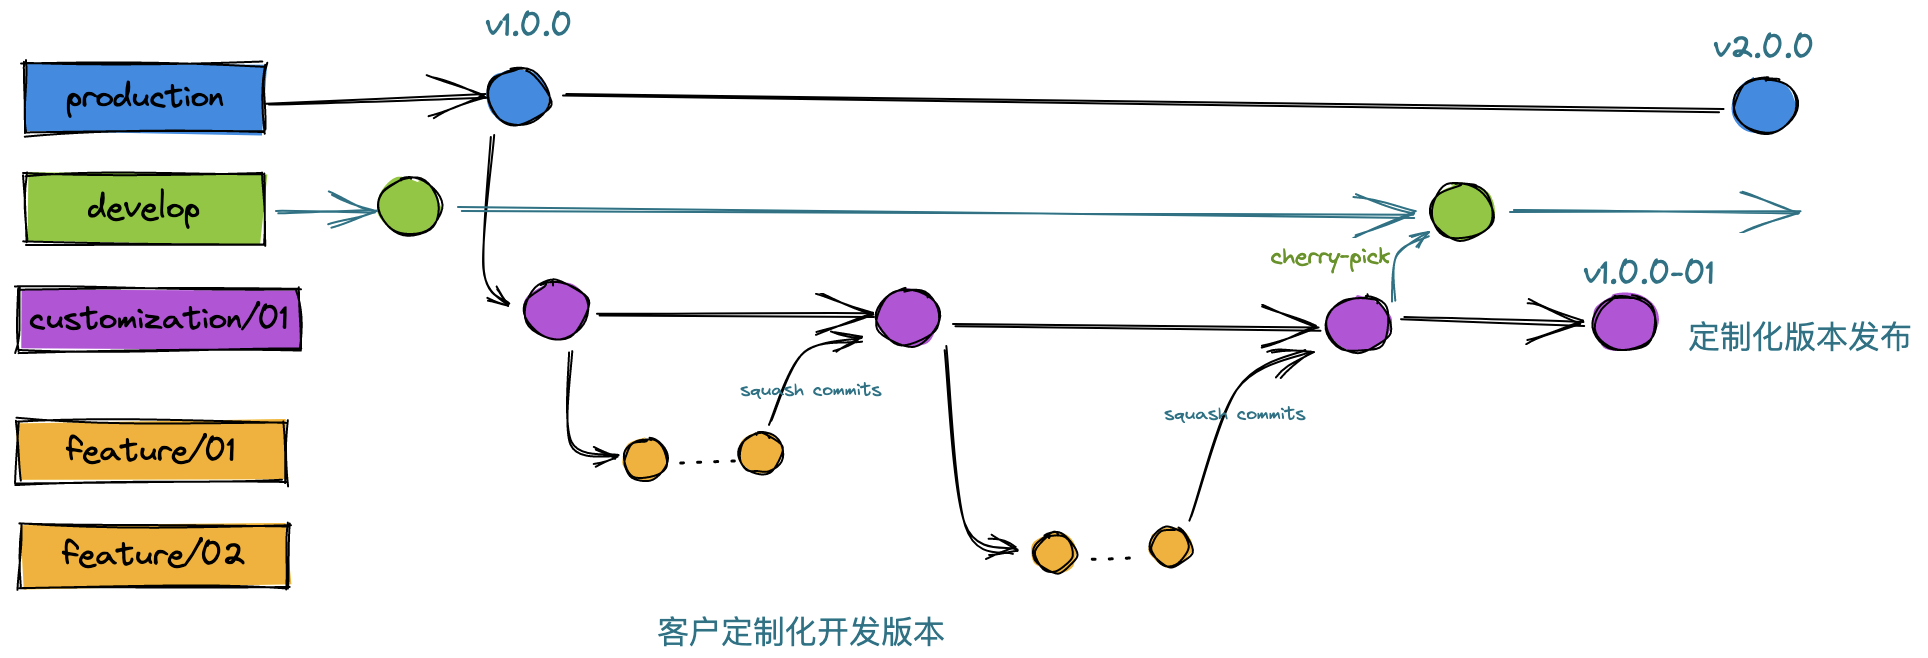 v1.0.0
v2.0.0
production
develop
cherry-pick
v1.0.0-01
customization/01
定制化版本发布
squash commits
squash commits
feature/01
feature/02
客户定制化开发版本